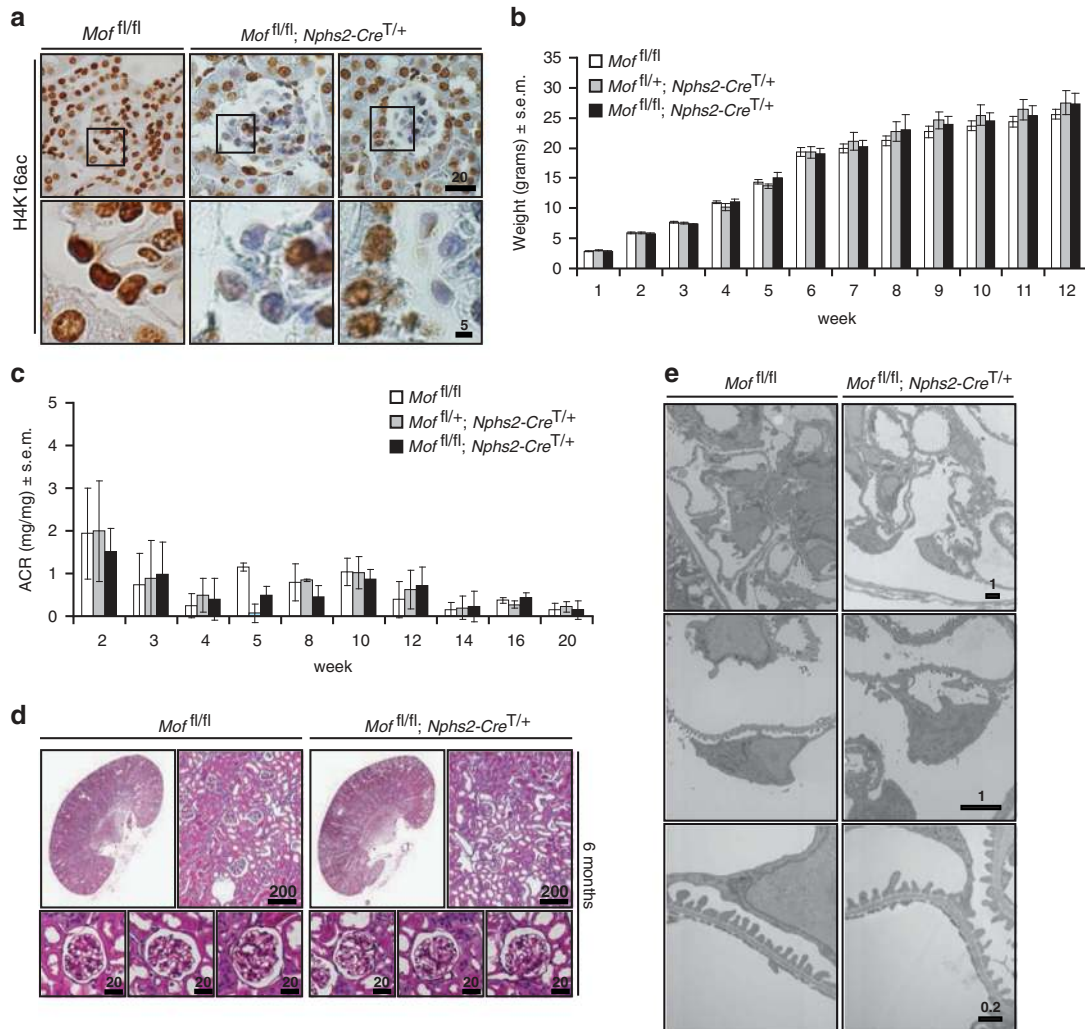 a
Mof fl/fl
Mof fl/fl; Nphs2-Cre T/+
H4K16ac
20
5
b
Weight (grams) ± s.e.m.
35
30
25
20
15
10
5
0
Mof fl/fl
Mof fl/+; Nphs2-Cre T/+
Mof fl/fl; Nphs2-Cre T/+
1 2 3 4 5 6 7 8 9 10 11 12
week
c
ACR (mg/mg) ± s.e.m.
5
4
3
2
1
0
Mof fl/fl
Mof fl/+; Nphs2-Cre T/+
Mof fl/fl; Nphs2-Cre T/+
2 3 4 5 8 10 12 14 16 20
week
d
Mof fl/fl
Mof fl/fl; Nphs2-Cre T/+
200
200
6 months
20
20
20
20
20
20
e
Mof fl/fl
Mof fl/fl; Nphs2-Cre T/+
1
1
0.2